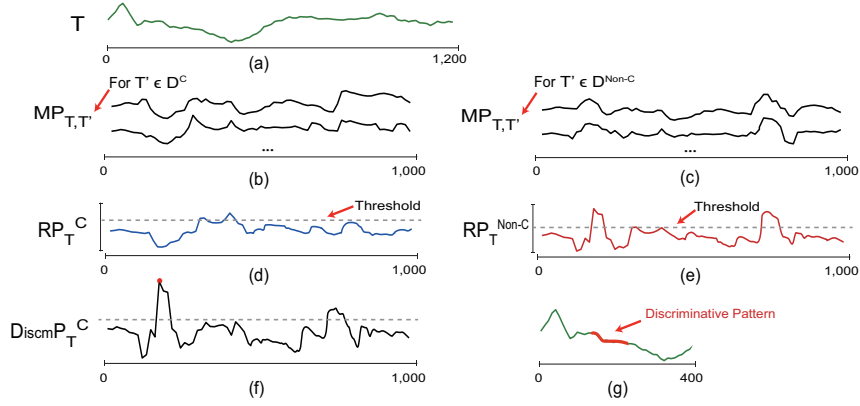 T
0 1,200
(a)
For T' ϵ D^C
MP_T,T'
...
0 1,000
(b)
For T' ϵ D^Non-C
MP_T,T'
...
0 1,000
(c)
Threshold
RP_T^C
0 1,000
(d)
Threshold
RP_T^Non-C
0 1,000
(e)
DiscmP_T^C
0 1,000
(f)
Discriminative Pattern
0 400
(g)